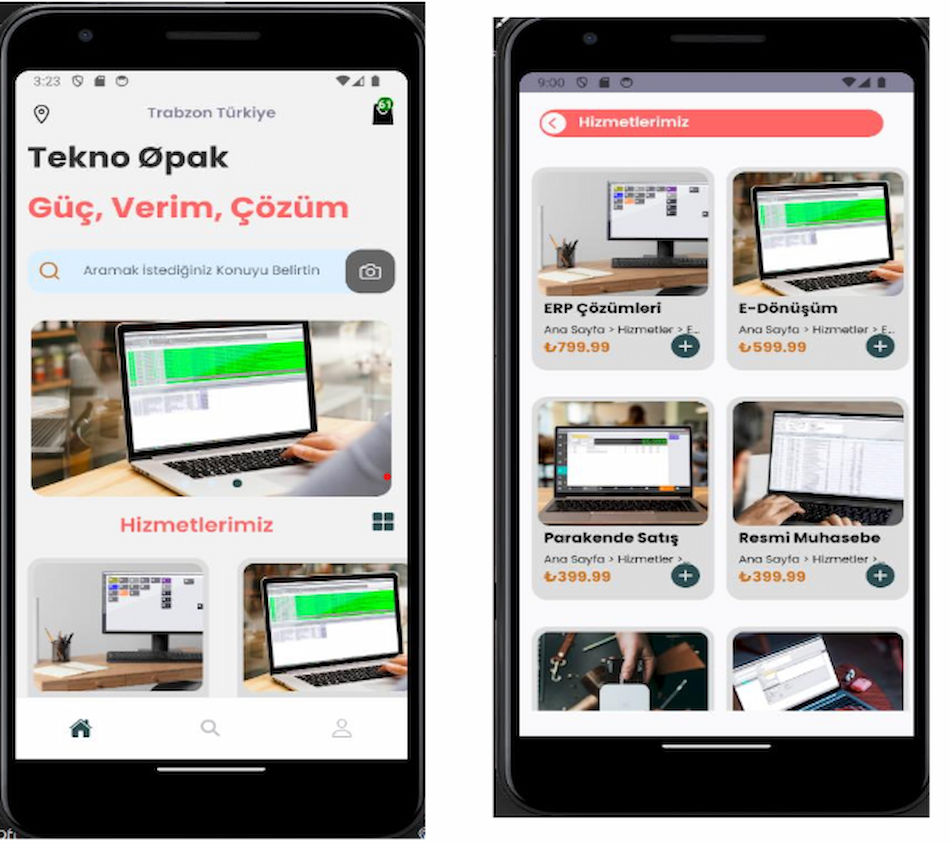 3:23
Trabzon Türkiye
61
Tekno Øpak
Güç, Verim, Çözüm
Aramak İstediğiniz Konuyu Belirtin
Hizmetlerimiz
9:00
Hizmetlerimiz
ERP Çözümleri
Ana Sayfa > Hizmetler > E...
₺799.99
E-Dönüşüm
Ana Sayfa > Hizmetler > E...
₺599.99
Parakende Satış
Ana Sayfa > Hizmetler >...
₺399.99
Resmi Muhasebe
Ana Sayfa > Hizmetler >...
₺399.99